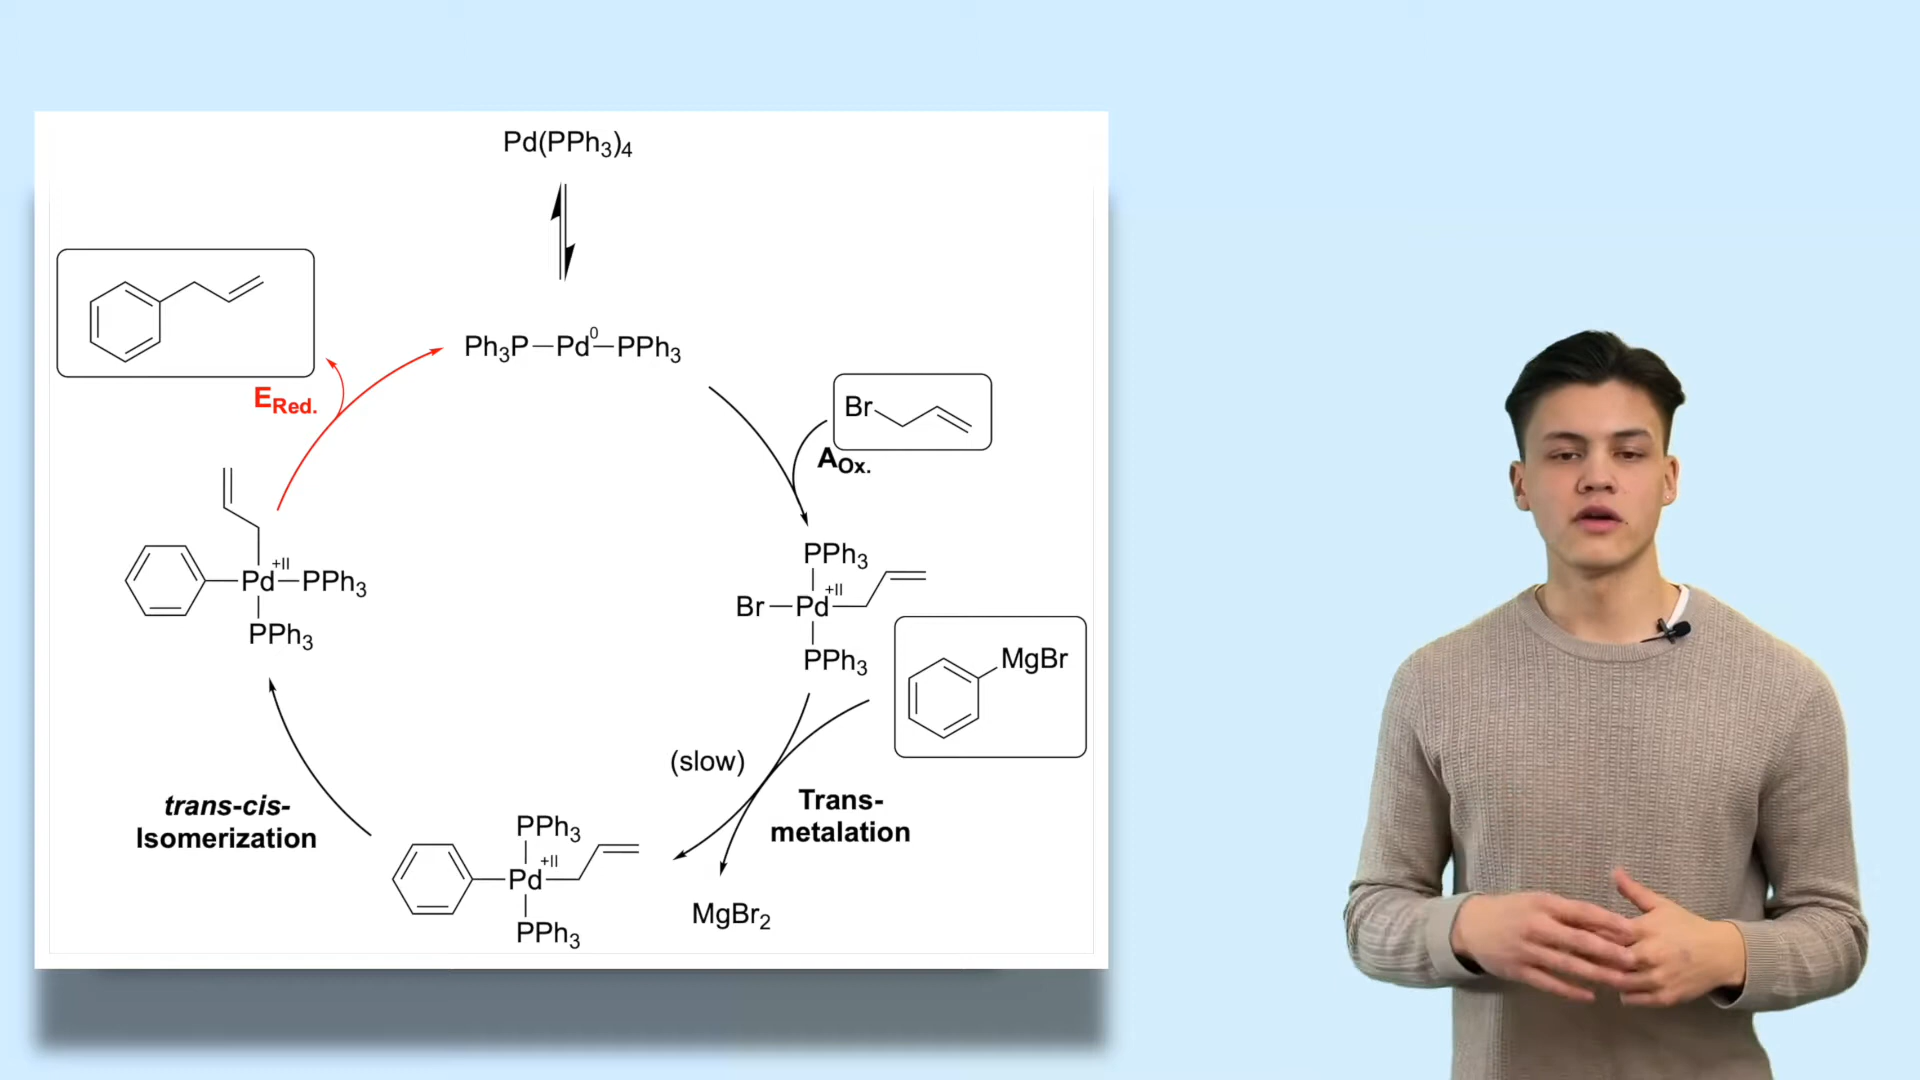 Pd(PPh3)4
Ph3P—Pd0—PPh3
Br
AOx.
ERed.
PPh3
Br—Pd+II
PPh3
MgBr
Pd+II—PPh3
PPh3
(slow)
Trans-
metalation
trans-cis-
Isomerization
PPh3
Pd+II
PPh3
MgBr2